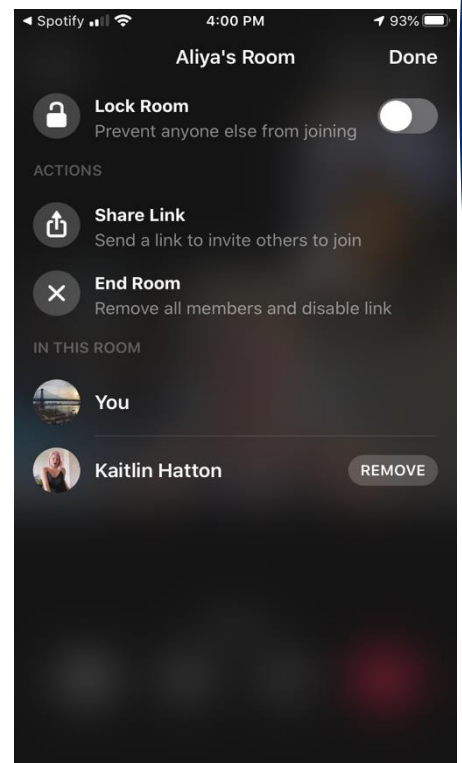 Spotify
4:00 PM
93%
Aliya's Room
Done
Lock Room
Prevent anyone else from joining
ACTIONS
Share Link
Send a link to invite others to join
End Room
Remove all members and disable link
IN THIS ROOM
You
Kaitlin Hatton
REMOVE